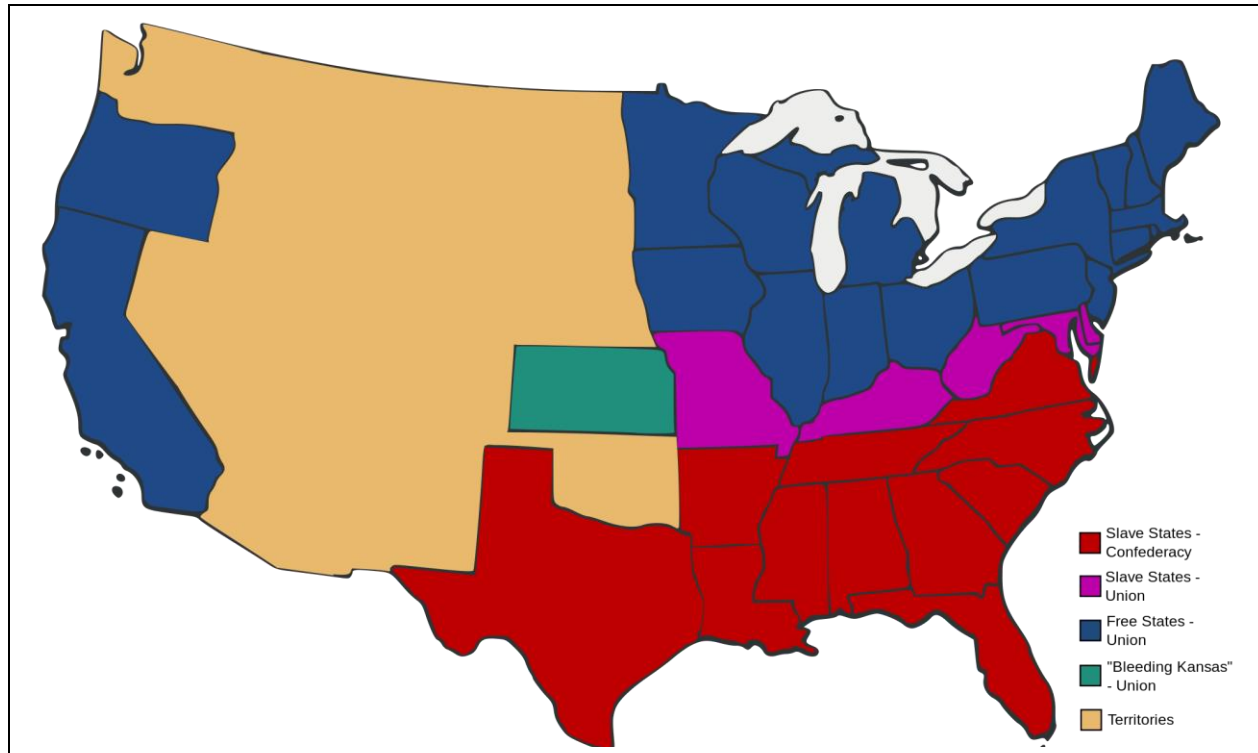 Slave States -
Confederacy
Slave States -
Union
Free States -
Union
"Bleeding Kansas"
- Union
Territories